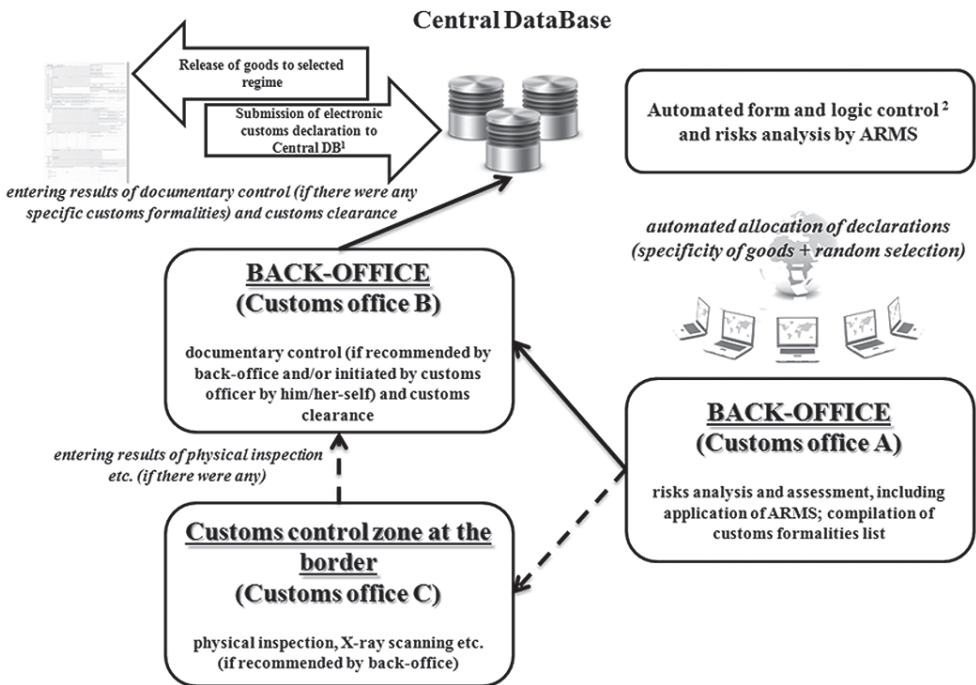 Central DataBase
Release of goods to selected
regime
Submission of electronic
customs declaration to
Central DB1
Automated form and logic control 2
and risks analysis by ARMS
entering results of documentary control (if there were any
specific customs formalities) and customs clearance
automated allocation of declarations
(specificity of goods + random selection)
BACK-OFFICE
(Customs office B)
documentary control (if recommended by
back-office and/or initiated by customs
officer by him/her-self) and customs
clearance
BACK-OFFICE
(Customs office A)
risks analysis and assessment, including
application of ARMS; compilation of
customs formalities list
entering results of physical inspection
etc. (if there were any)
Customs control zone at the
border
(Customs office C)
physical inspection, X-ray scanning etc.
(if recommended by back-office)